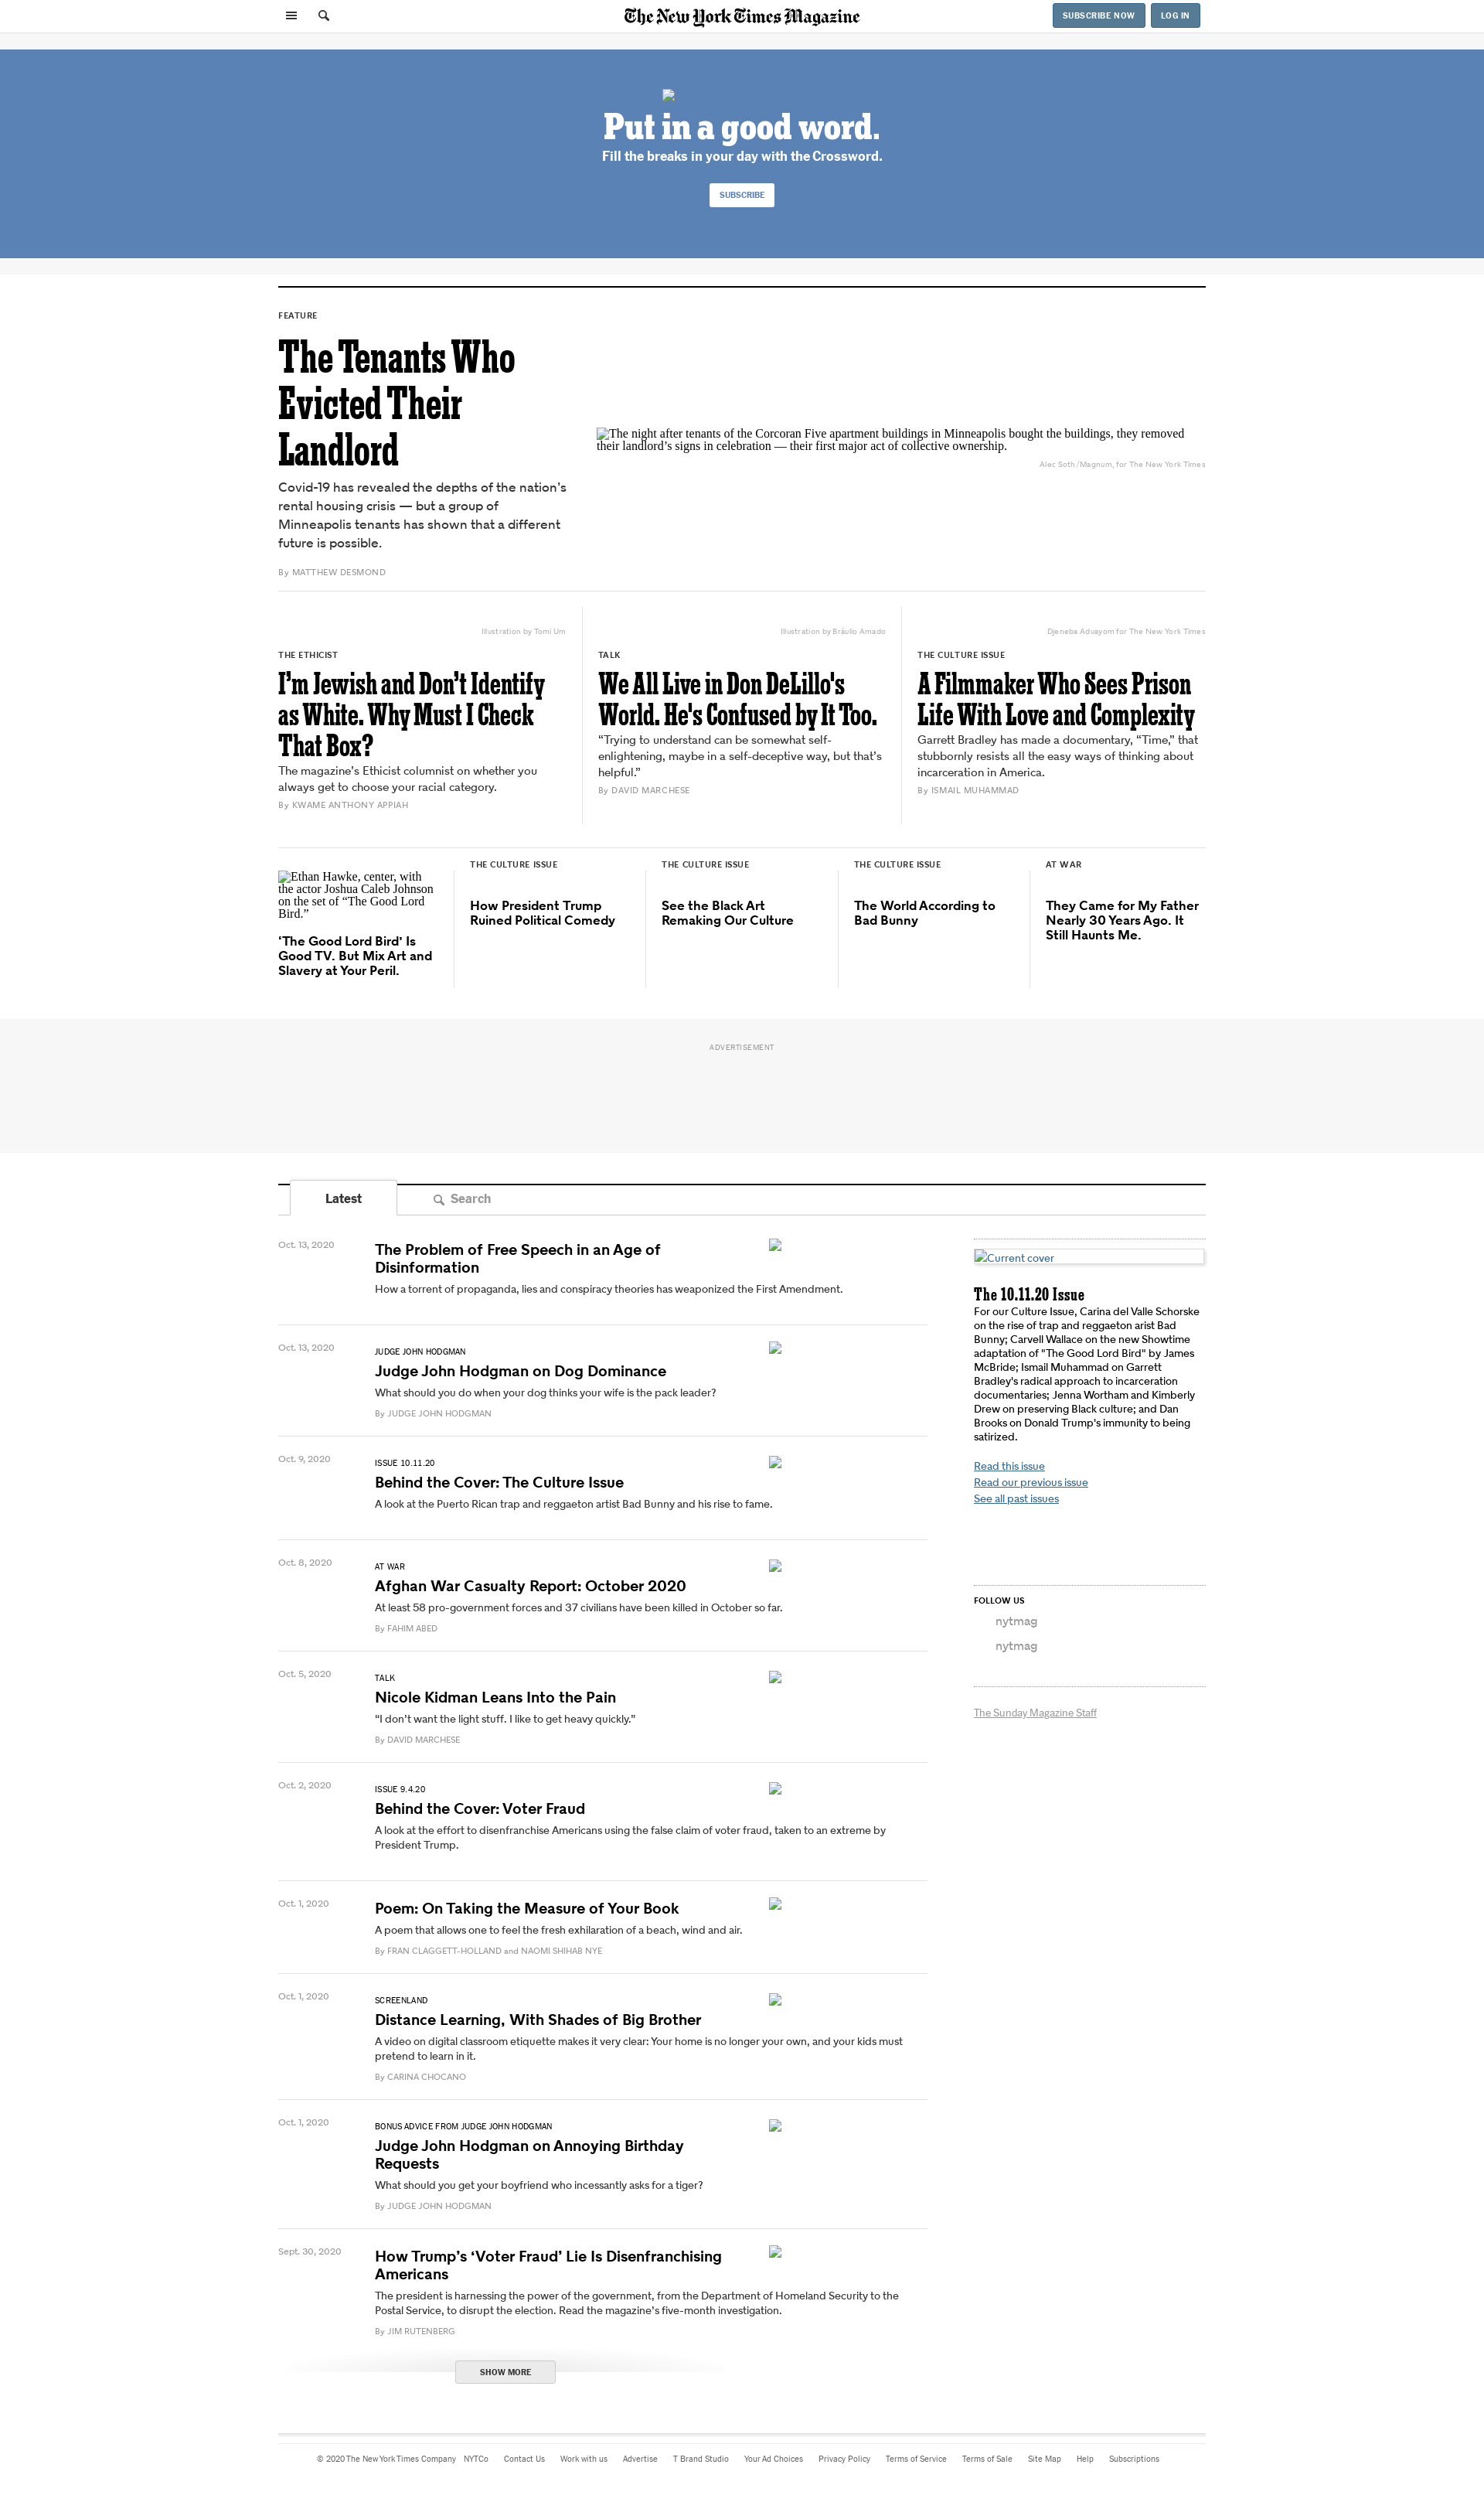 The New York Times Magazine
SUBSCRIBE NOW
LOG IN
Put in a good word.
Fill the breaks in your day with the Crossword.
SUBSCRIBE
FEATURE
The Tenants Who
Evicted Their
Landlord
Covid-19 has revealed the depths of the nation’s
rental housing crisis — but a group of
Minneapolis tenants has shown that a different
future is possible.
By MATTHEW DESMOND
The night after tenants of the Corcoran Five apartment buildings in Minneapolis bought the buildings, they removed
their landlord’s signs in celebration — their first major act of collective ownership.
Alec Soth/Magnum, for The New York Times
Illustration by Tomi Um
THE ETHICIST
I’m Jewish and Don’t Identify
as White. Why Must I Check
That Box?
The magazine’s Ethicist columnist on whether you
always get to choose your racial category.
By KWAME ANTHONY APPIAH
Illustration by Bráulio Amado
TALK
We All Live in Don DeLillo's
World. He's Confused by It Too.
“Trying to understand can be somewhat self-
enlightening, maybe in a self-deceptive way, but that’s
helpful.”
By DAVID MARCHESE
Djeneba Aduayom for The New York Times
THE CULTURE ISSUE
A Filmmaker Who Sees Prison
Life With Love and Complexity
Garrett Bradley has made a documentary, “Time,” that
stubbornly resists all the easy ways of thinking about
incarceration in America.
By ISMAIL MUHAMMAD
Ethan Hawke, center, with
the actor Joshua Caleb Johnson
on the set of “The Good Lord
Bird.”
‘The Good Lord Bird’ Is
Good TV. But Mix Art and
Slavery at Your Peril.
THE CULTURE ISSUE
How President Trump
Ruined Political Comedy
THE CULTURE ISSUE
See the Black Art
Remaking Our Culture
THE CULTURE ISSUE
The World According to
Bad Bunny
AT WAR
They Came for My Father
Nearly 30 Years Ago. It
Still Haunts Me.
ADVERTISEMENT
Latest
Search
Oct. 13, 2020
The Problem of Free Speech in an Age of
Disinformation
How a torrent of propaganda, lies and conspiracy theories has weaponized the First Amendment.
Oct. 13, 2020
JUDGE JOHN HODGMAN
Judge John Hodgman on Dog Dominance
What should you do when your dog thinks your wife is the pack leader?
By JUDGE JOHN HODGMAN
Oct. 9, 2020
ISSUE 10.11.20
Behind the Cover: The Culture Issue
A look at the Puerto Rican trap and reggaeton artist Bad Bunny and his rise to fame.
Oct. 8, 2020
AT WAR
Afghan War Casualty Report: October 2020
At least 58 pro-government forces and 37 civilians have been killed in October so far.
By FAHIM ABED
Oct. 5, 2020
TALK
Nicole Kidman Leans Into the Pain
“I don’t want the light stuff. I like to get heavy quickly.”
By DAVID MARCHESE
Oct. 2, 2020
ISSUE 9.4.20
Behind the Cover: Voter Fraud
A look at the effort to disenfranchise Americans using the false claim of voter fraud, taken to an extreme by
President Trump.
Oct. 1, 2020
Poem: On Taking the Measure of Your Book
A poem that allows one to feel the fresh exhilaration of a beach, wind and air.
By FRAN CLAGGETT-HOLLAND and NAOMI SHIHAB NYE
Oct. 1, 2020
SCREENLAND
Distance Learning, With Shades of Big Brother
A video on digital classroom etiquette makes it very clear: Your home is no longer your own, and your kids must
pretend to learn in it.
By CARINA CHOCANO
Oct. 1, 2020
BONUS ADVICE FROM JUDGE JOHN HODGMAN
Judge John Hodgman on Annoying Birthday
Requests
What should you get your boyfriend who incessantly asks for a tiger?
By JUDGE JOHN HODGMAN
Sept. 30, 2020
How Trump’s ‘Voter Fraud’ Lie Is Disenfranchising
Americans
The president is harnessing the power of the government, from the Department of Homeland Security to the
Postal Service, to disrupt the election. Read the magazine’s five-month investigation.
By JIM RUTENBERG
SHOW MORE
Current cover
The 10.11.20 Issue
For our Culture Issue, Carina del Valle Schorske
on the rise of trap and reggaeton arist Bad
Bunny; Carvell Wallace on the new Showtime
adaptation of "The Good Lord Bird" by James
McBride; Ismail Muhammad on Garrett
Bradley's radical approach to incarceration
documentaries; Jenna Wortham and Kimberly
Drew on preserving Black culture; and Dan
Brooks on Donald Trump's immunity to being
satirized.
Read this issue
Read our previous issue
See all past issues
FOLLOW US
nytmag
nytmag
The Sunday Magazine Staff
© 2020 The New York Times Company NYTCo Contact Us Work with us Advertise T Brand Studio Your Ad Choices Privacy Policy Terms of Service Terms of Sale Site Map Help Subscriptions